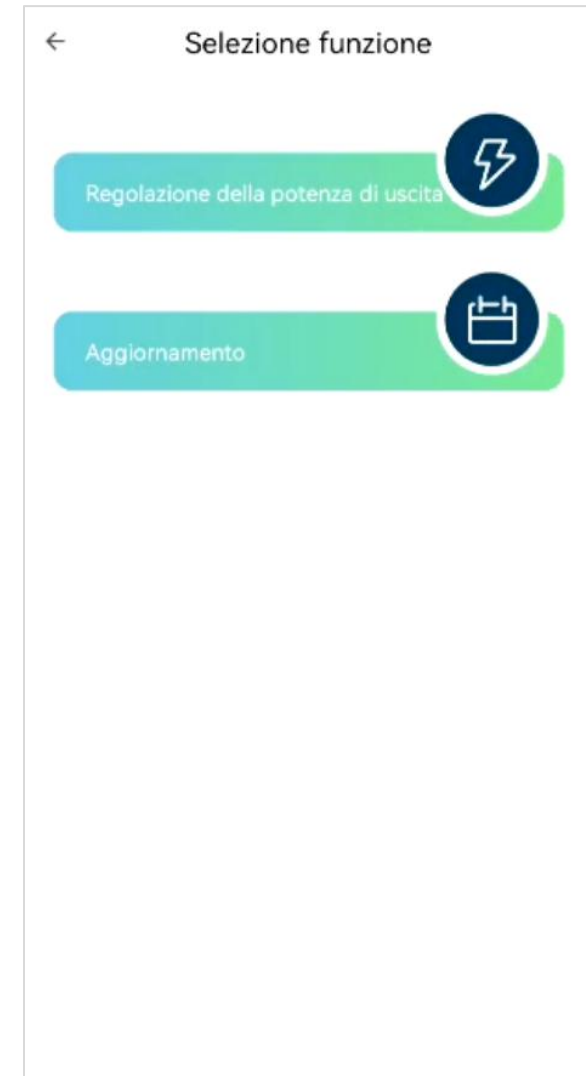 Selezione funzione
Regolazione della potenza di uscita
Aggiornamento